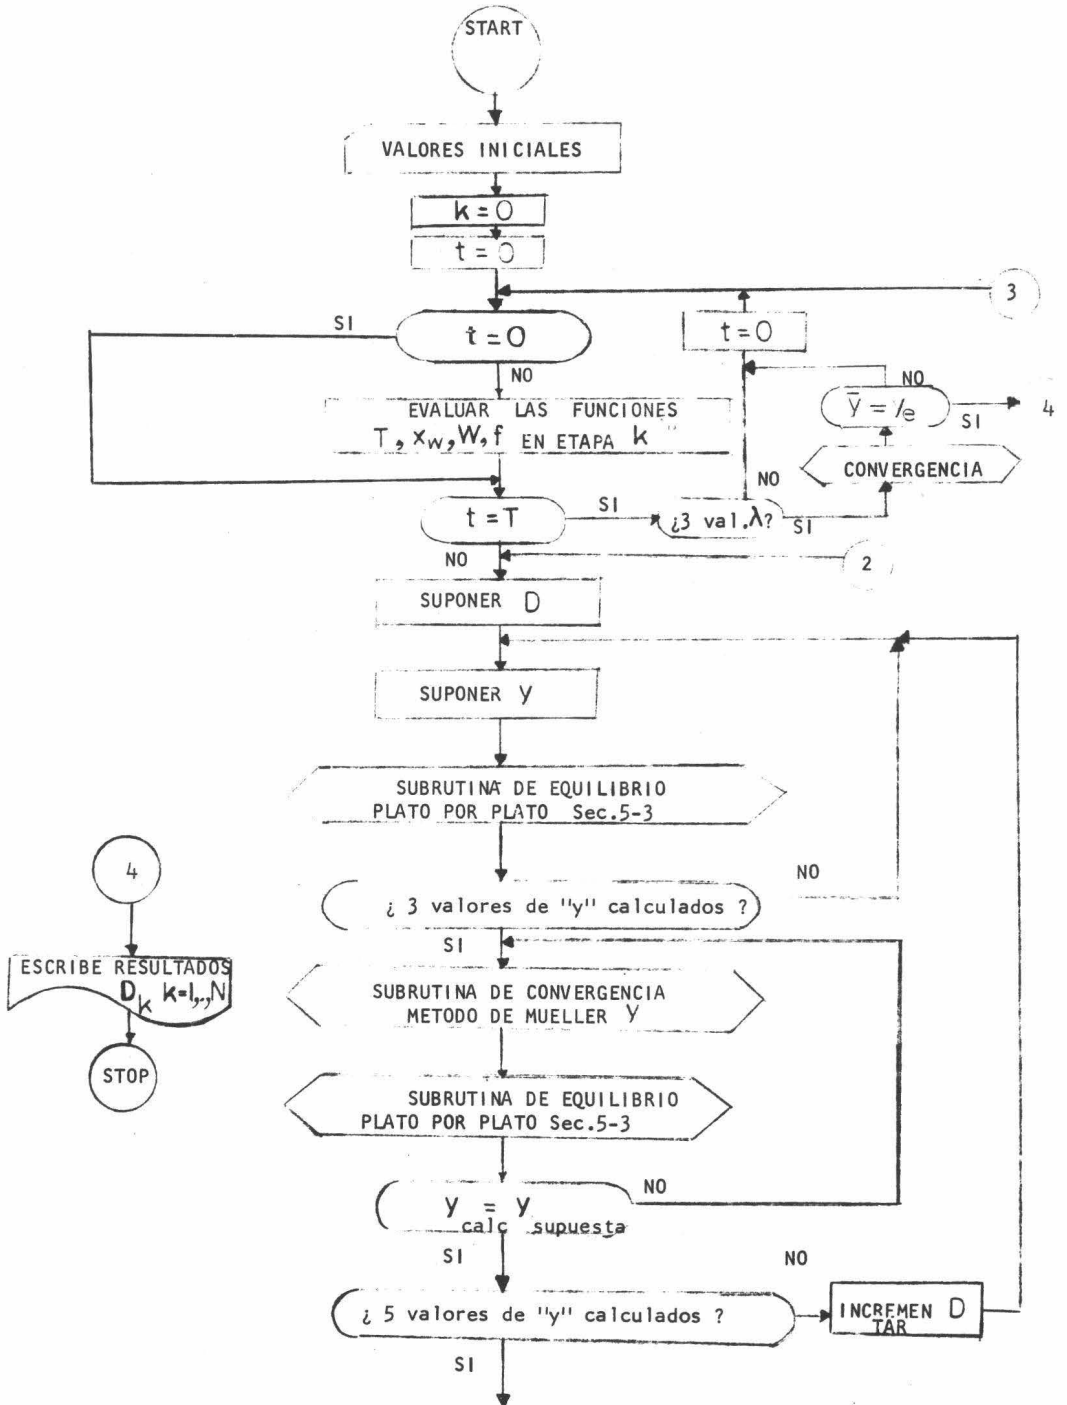 START
VALORES INICIALES
k = 0
t = 0
3
SI
t = 0
t = 0
NO
NO
EVALUAR LAS FUNCIONES
T, xw, W, f EN ETAPA k
SI
4
CONVERGENCIA
NO
t = T
SI
¿3 val.λ?
SI
NO
2
SUPONER D
SUPONER y
SUBRUTINA DE EQUILIBRIO
PLATO POR PLATO Sec.5-3
4
NO
¿ 3 valores de "y" calculados ?
SI
ESCRIBE RESULTADOS
Dk k=1,.,N
SUBRUTINA DE CONVERGENCIA
METODO DE MUELLER y
STOP
SUBRUTINA DE EQUILIBRIO
PLATO POR PLATO Sec.5-3
NO
y calc = y supuesta
SI
NO
¿ 5 valores de "y" calculados ?
INCREMEN D
TAR
SI